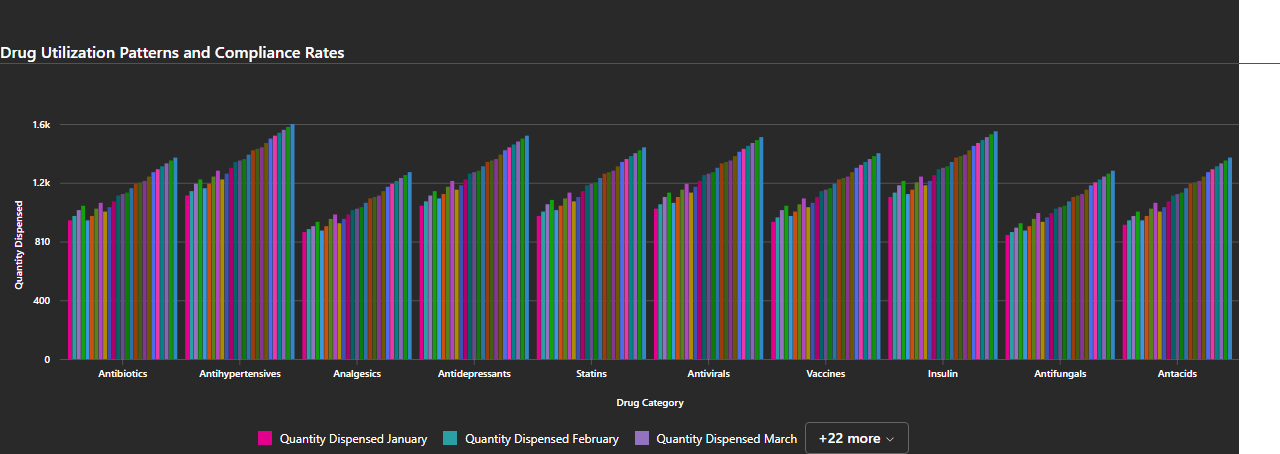 Drug Utilization Patterns and Compliance Rates
1.6k
1.2k
810
400
0
Quantity Dispensed
Antibiotics Antihypertensives Analgesics Antidepressants Statins Antivirals Vaccines Insulin Antifungals Antacids
Drug Category
Quantity Dispensed January Quantity Dispensed February Quantity Dispensed March +22 more